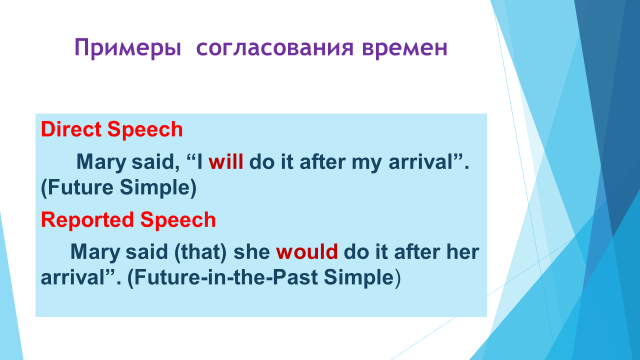 Примеры согласования времен
Direct Speech
Mary said, “I will do it after my arrival”.
(Future Simple)
Reported Speech
Mary said (that) she would do it after her
arrival”. (Future-in-the-Past Simple)